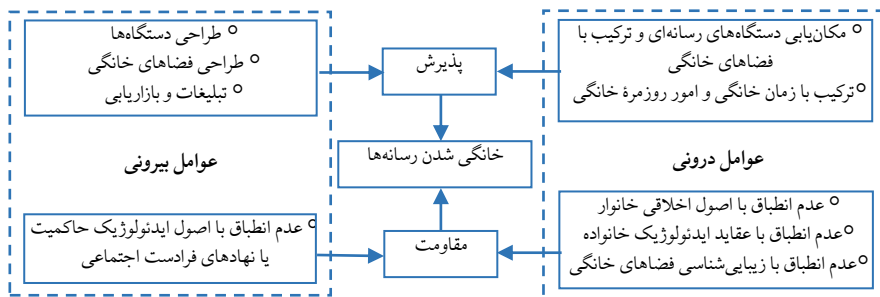 ○ مکان‌یابی دستگاه‌های رسانه‌ای و ترکیب با
فضاهای خانگی
○ ترکیب با زمان خانگی و امور روزمرۀ خانگی
عوامل درونی
○ عدم انطباق با اصول اخلاقی خانوار
○ عدم انطباق با عقاید ایدئولوژیک خانواده
○ عدم انطباق با زیبایی‌شناسی فضاهای خانگی
پذیرش
خانگی شدن رسانه‌ها
مقاومت
○ طراحی دستگاه‌ها
○ طراحی فضاهای خانگی
○ تبلیغات و بازاریابی
عوامل بیرونی
○ عدم انطباق با اصول ایدئولوژیک حاکمیت
یا نهادهای فرادست اجتماعی